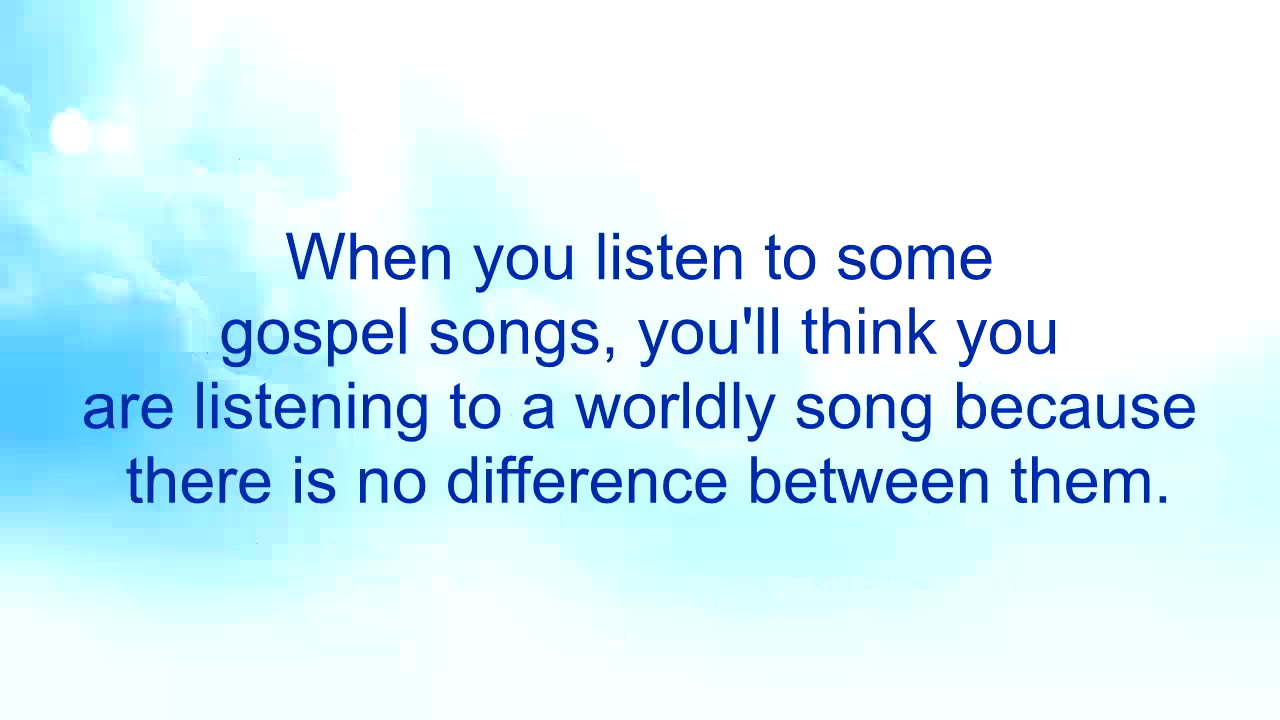 When you listen to some
gospel songs, you'll think you
are listening to a worldly song because
there is no difference between them.